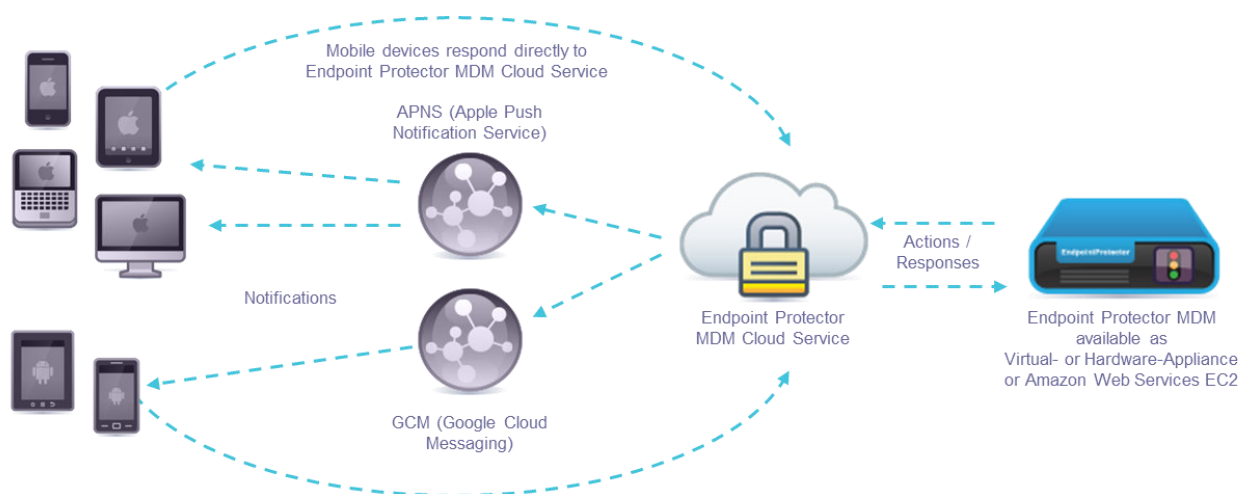 Mobile devices respond directly to
Endpoint Protector MDM Cloud Service
APNS (Apple Push
Notification Service)
Notifications
GCM (Google Cloud
Messaging)
Endpoint Protector
MDM Cloud Service
Actions /
Responses
EndpointProtector
Endpoint Protector MDM
available as
Virtual- or Hardware-Appliance
or Amazon Web Services EC2